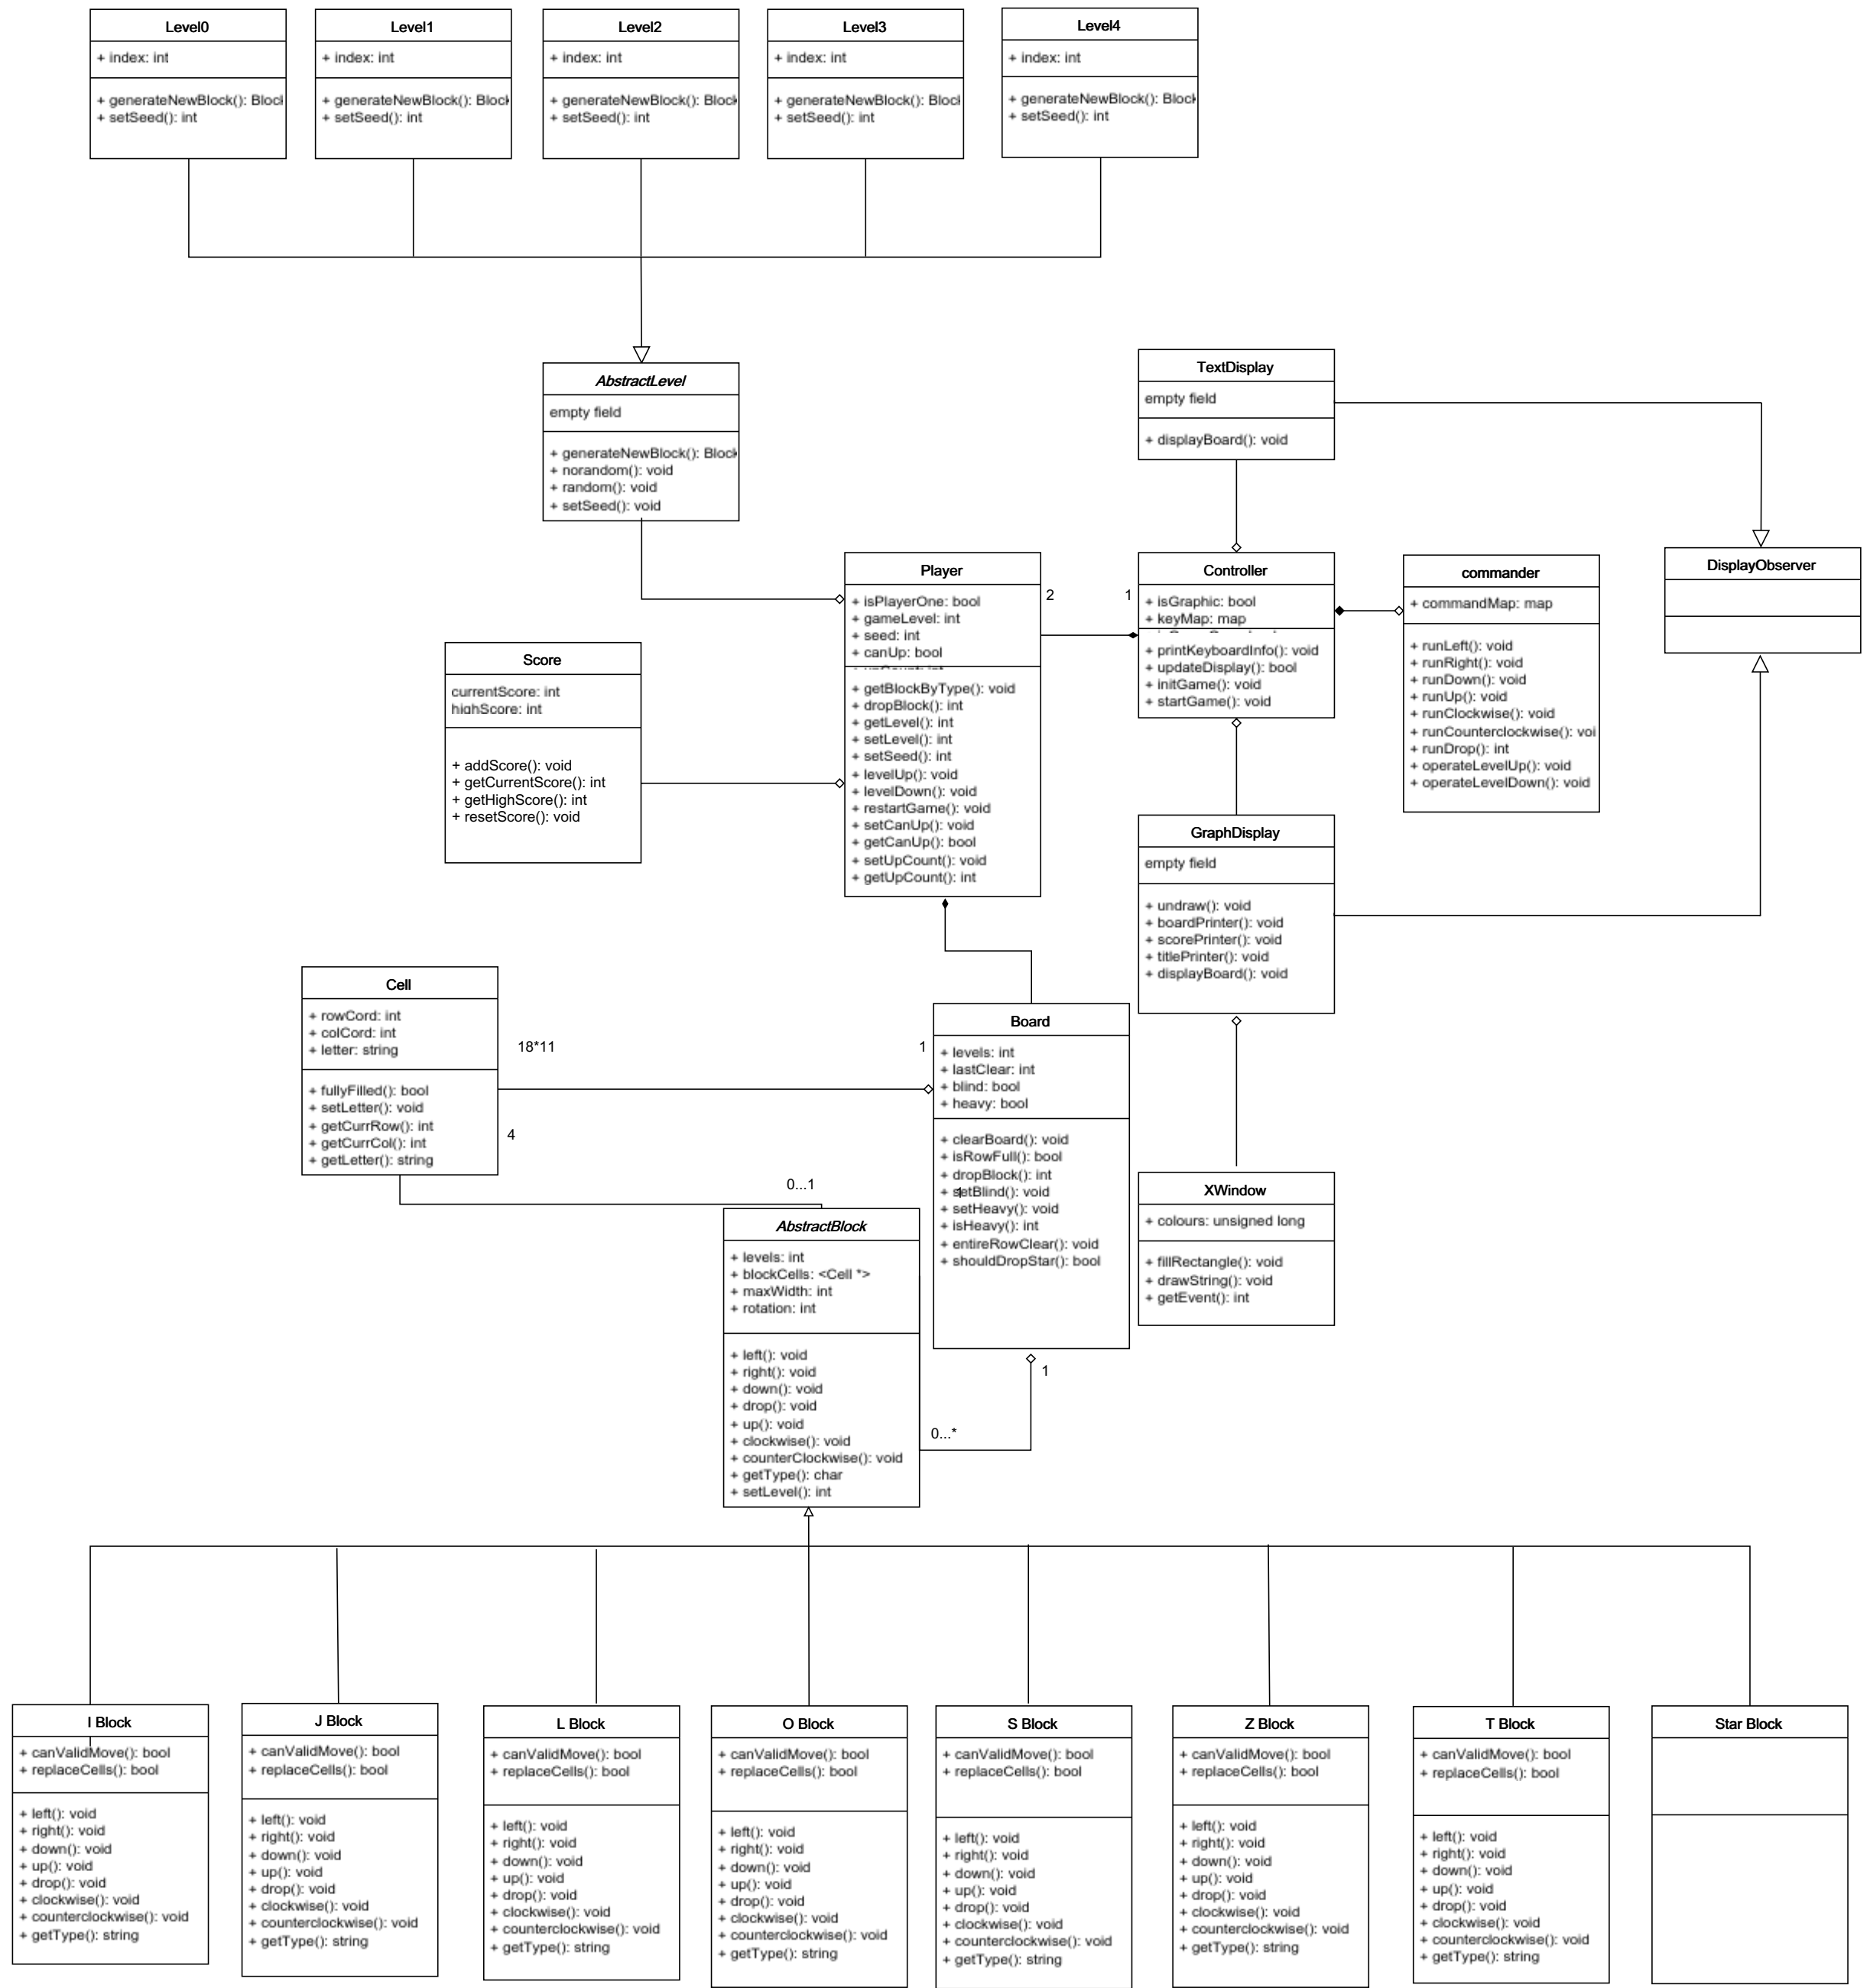 Level0
+ index: int
+ generateNewBlock(): Block
+ setSeed(): int
Level1
+ index: int
+ generateNewBlock(): Block
+ setSeed(): int
Level2
+ index: int
+ generateNewBlock(): Block
+ setSeed(): int
Level3
+ index: int
+ generateNewBlock(): Block
+ setSeed(): int
Level4
+ index: int
+ generateNewBlock(): Block
+ setSeed(): int
AbstractLevel
empty field
+ generateNewBlock(): Block
+ norandom(): void
+ random(): void
+ setSeed(): void
TextDisplay
empty field
+ displayBoard(): void
Player
+ isPlayerOne: bool
+ gameLevel: int
+ seed: int
+ canUp: bool
+ getBlockByType(): void
+ dropBlock(): int
+ getLevel(): int
+ setLevel(): int
+ setSeed(): int
+ levelUp(): void
+ levelDown(): void
+ restartGame(): void
+ setCanUp(): void
+ getCanUp(): bool
+ setUpCount(): void
+ getUpCount(): int
2
1
Controller
+ isGraphic: bool
+ keyMap: map
+ printKeyboardInfo(): void
+ updateDisplay(): bool
+ initGame(): void
+ startGame(): void
commander
+ commandMap: map
+ runLeft(): void
+ runRight(): void
+ runDown(): void
+ runUp(): void
+ runClockwise(): void
+ runCounterclockwise(): voi
+ runDrop(): int
+ operateLevelUp(): void
+ operateLevelDown(): void
DisplayObserver
Score
currentScore: int
highScore: int
+ addScore(): void
+ getCurrentScore(): int
+ getHighScore(): int
+ resetScore(): void
GraphDisplay
empty field
+ undraw(): void
+ boardPrinter(): void
+ scorePrinter(): void
+ titlePrinter(): void
+ displayBoard(): void
Cell
+ rowCord: int
+ colCord: int
+ letter: string
+ fullyFilled(): bool
+ setLetter(): void
+ getCurrRow(): int
+ getCurrCol(): int
+ getLetter(): string
18*11
1
4
0...1
Board
+ levels: int
+ lastClear: int
+ blind: bool
+ heavy: bool
+ clearBoard(): void
+ isRowFull(): bool
+ dropBlock(): int
+ setBlind(): void
+ setHeavy(): void
+ isHeavy(): int
+ entireRowClear(): void
+ shouldDropStar(): bool
1
1
0...*
XWindow
+ colours: unsigned long
+ fillRectangle(): void
+ drawString(): void
+ getEvent(): int
AbstractBlock
+ levels: int
+ blockCells: <Cell *>
+ maxWidth: int
+ rotation: int
+ left(): void
+ right(): void
+ down(): void
+ drop(): void
+ up(): void
+ clockwise(): void
+ counterClockwise(): void
+ getType(): char
+ setLevel(): int
I Block
+ canValidMove(): bool
+ replaceCells(): bool
+ left(): void
+ right(): void
+ down(): void
+ up(): void
+ drop(): void
+ clockwise(): void
+ counterclockwise(): void
+ getType(): string
J Block
+ canValidMove(): bool
+ replaceCells(): bool
+ left(): void
+ right(): void
+ down(): void
+ up(): void
+ drop(): void
+ clockwise(): void
+ counterclockwise(): void
+ getType(): string
L Block
+ canValidMove(): bool
+ replaceCells(): bool
+ left(): void
+ right(): void
+ down(): void
+ up(): void
+ drop(): void
+ clockwise(): void
+ counterclockwise(): void
+ getType(): string
O Block
+ canValidMove(): bool
+ replaceCells(): bool
+ left(): void
+ right(): void
+ down(): void
+ up(): void
+ drop(): void
+ clockwise(): void
+ counterclockwise(): void
+ getType(): string
S Block
+ canValidMove(): bool
+ replaceCells(): bool
+ left(): void
+ right(): void
+ down(): void
+ up(): void
+ drop(): void
+ clockwise(): void
+ counterclockwise(): void
+ getType(): string
Z Block
+ canValidMove(): bool
+ replaceCells(): bool
+ left(): void
+ right(): void
+ down(): void
+ up(): void
+ drop(): void
+ clockwise(): void
+ counterclockwise(): void
+ getType(): string
T Block
+ canValidMove(): bool
+ replaceCells(): bool
+ left(): void
+ right(): void
+ down(): void
+ up(): void
+ drop(): void
+ clockwise(): void
+ counterclockwise(): void
+ getType(): string
Star Block